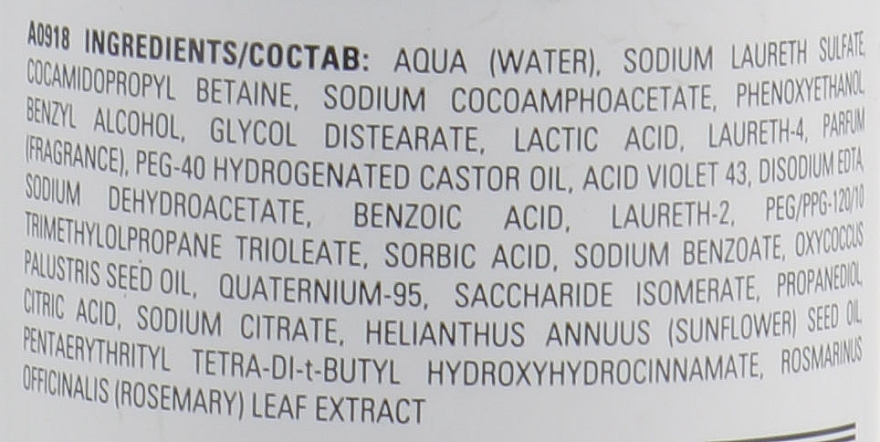 A0918 INGREDIENTS/СОСТАВ: AQUA (WATER), SODIUM LAURETH SULFATE,
COCAMIDOPROPYL BETAINE, SODIUM COCOAMPHOACETATE, PHENOXYETHANOL,
BENZYL ALCOHOL, GLYCOL DISTEARATE, LACTIC ACID, LAURETH-4, PARFUM
(FRAGRANCE), PEG-40 HYDROGENATED CASTOR OIL, ACID VIOLET 43, DISODIUM EDTA,
SODIUM DEHYDROACETATE, BENZOIC ACID, LAURETH-2, PEG/PPG-120/10
TRIMETHYLOLPROPANE TRIOLEATE, SORBIC ACID, SODIUM BENZOATE, OXYCOCCUS
PALUSTRIS SEED OIL, QUATERNIUM-95, SACCHARIDE ISOMERATE, PROPANEDIOL,
CITRIC ACID, SODIUM CITRATE, HELIANTHUS ANNUUS (SUNFLOWER) SEED OIL,
PENTAERYTHRITYL TETRA-DI-t-BUTYL HYDROXYHYDROCINNAMATE, ROSMARINUS
OFFICINALIS (ROSEMARY) LEAF EXTRACT